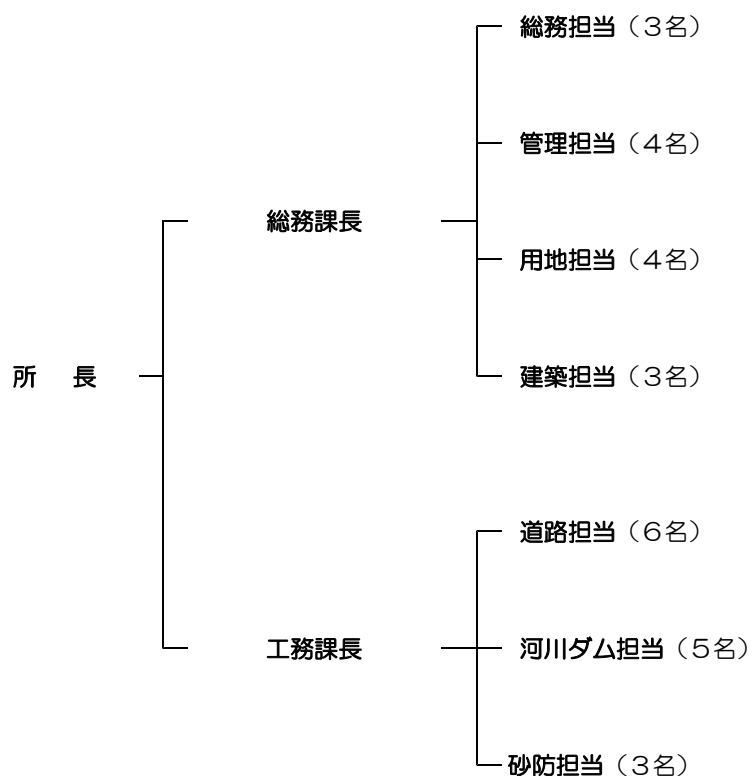 総務担当（３名）
管理担当（４名）
総務課長
用地担当（４名）
所　長
建築担当（３名）
道路担当（６名）
工務課長
河川ダム担当（５名）
砂防担当（３名）